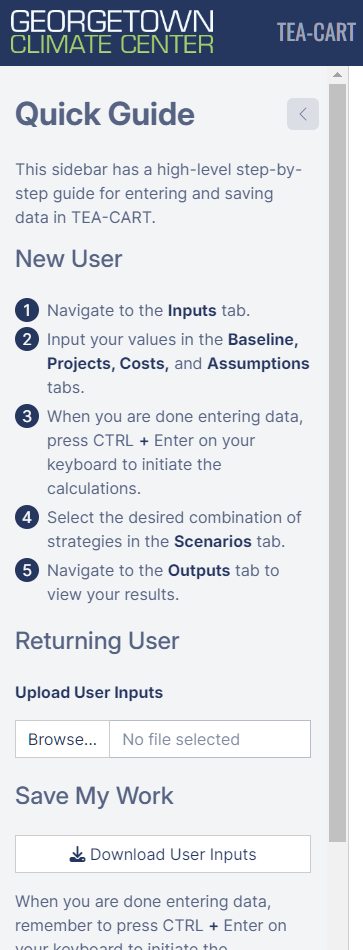 GEORGETOWN
CLIMATE CENTER
TEA-CART
Quick Guide
This sidebar has a high-level step-by-
step guide for entering and saving
data in TEA-CART.
New User
1 Navigate to the Inputs tab.
2 Input your values in the Baseline,
Projects, Costs, and Assumptions
tabs.
3 When you are done entering data,
press CTRL + Enter on your
keyboard to initiate the
calculations.
4 Select the desired combination of
strategies in the Scenarios tab.
5 Navigate to the Outputs tab to
view your results.
Returning User
Upload User Inputs
Browse... No file selected
Save My Work
Download User Inputs
When you are done entering data,
remember to press CTRL + Enter on
your keyboard to initiate the